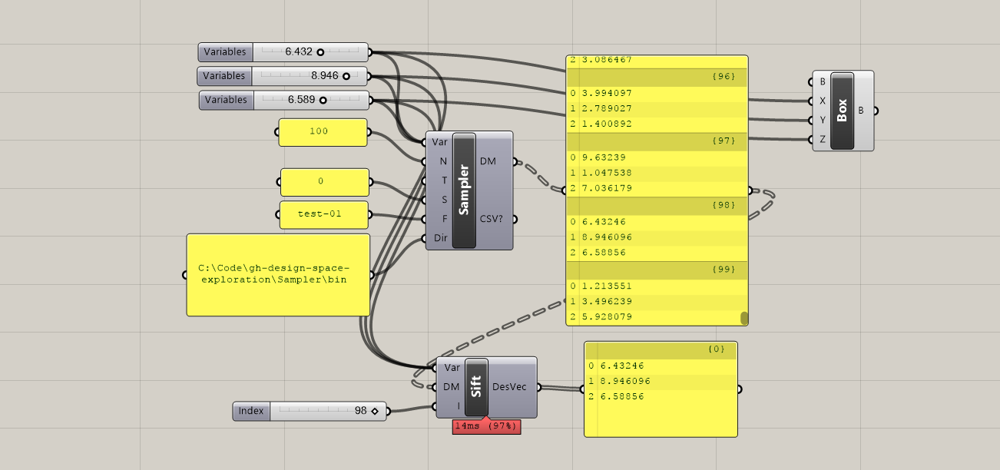 Variables 6.432
Variables 8.946
Variables 6.589
100
0
test-01
C:\Code\gh-design-space-
exploration\Sampler\bin
Var
N
T
S
F
Dir
Sampler
DM
CSV?
2 3.086467
{96}
0 3.994097
1 2.789027
2 1.400892
{97}
0 9.63239
1 1.047538
2 7.036179
{98}
0 6.43246
1 8.946096
2 6.58856
{99}
0 1.213551
1 3.496239
2 5.928079
B
X
Y
Z
Box
B
Index 98
Var
DM
I
Sift
DesVec
14ms (97%)
{0}
0 6.43246
1 8.946096
2 6.58856